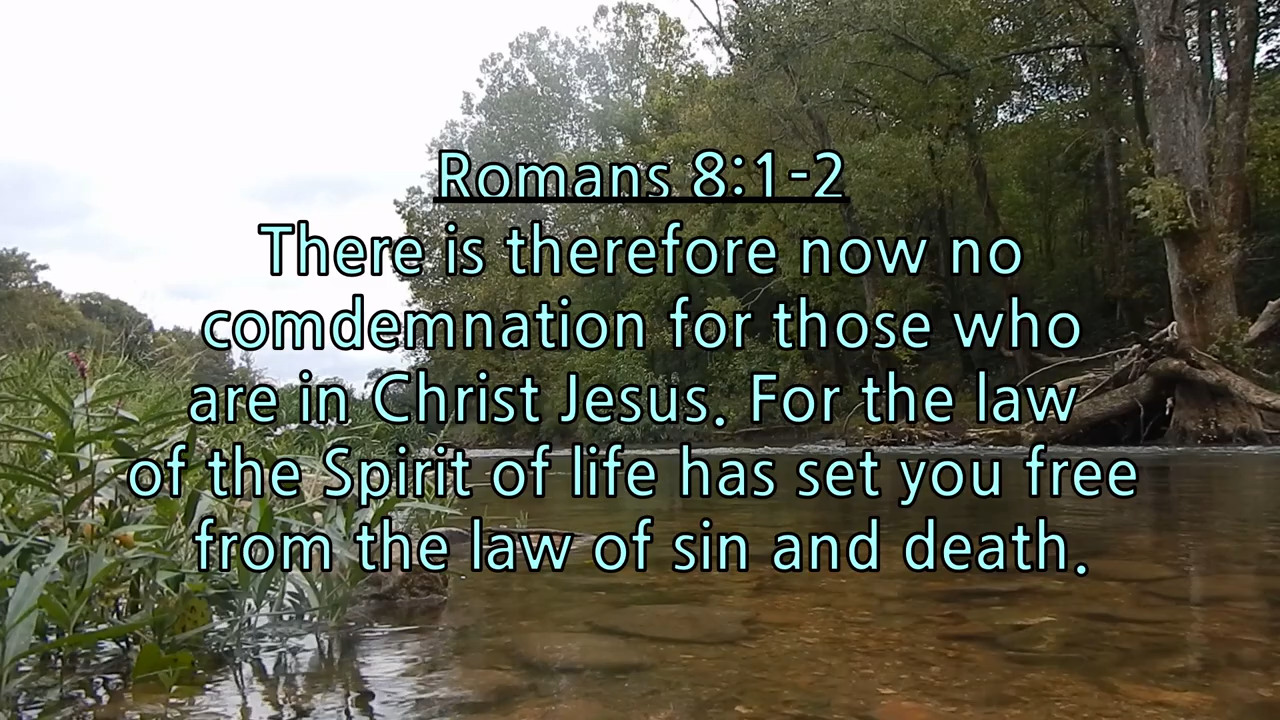 Romans 8:1-2
There is therefore now no
comdemnation for those who
are in Christ Jesus. For the law
of the Spirit of life has set you free
from the law of sin and death.